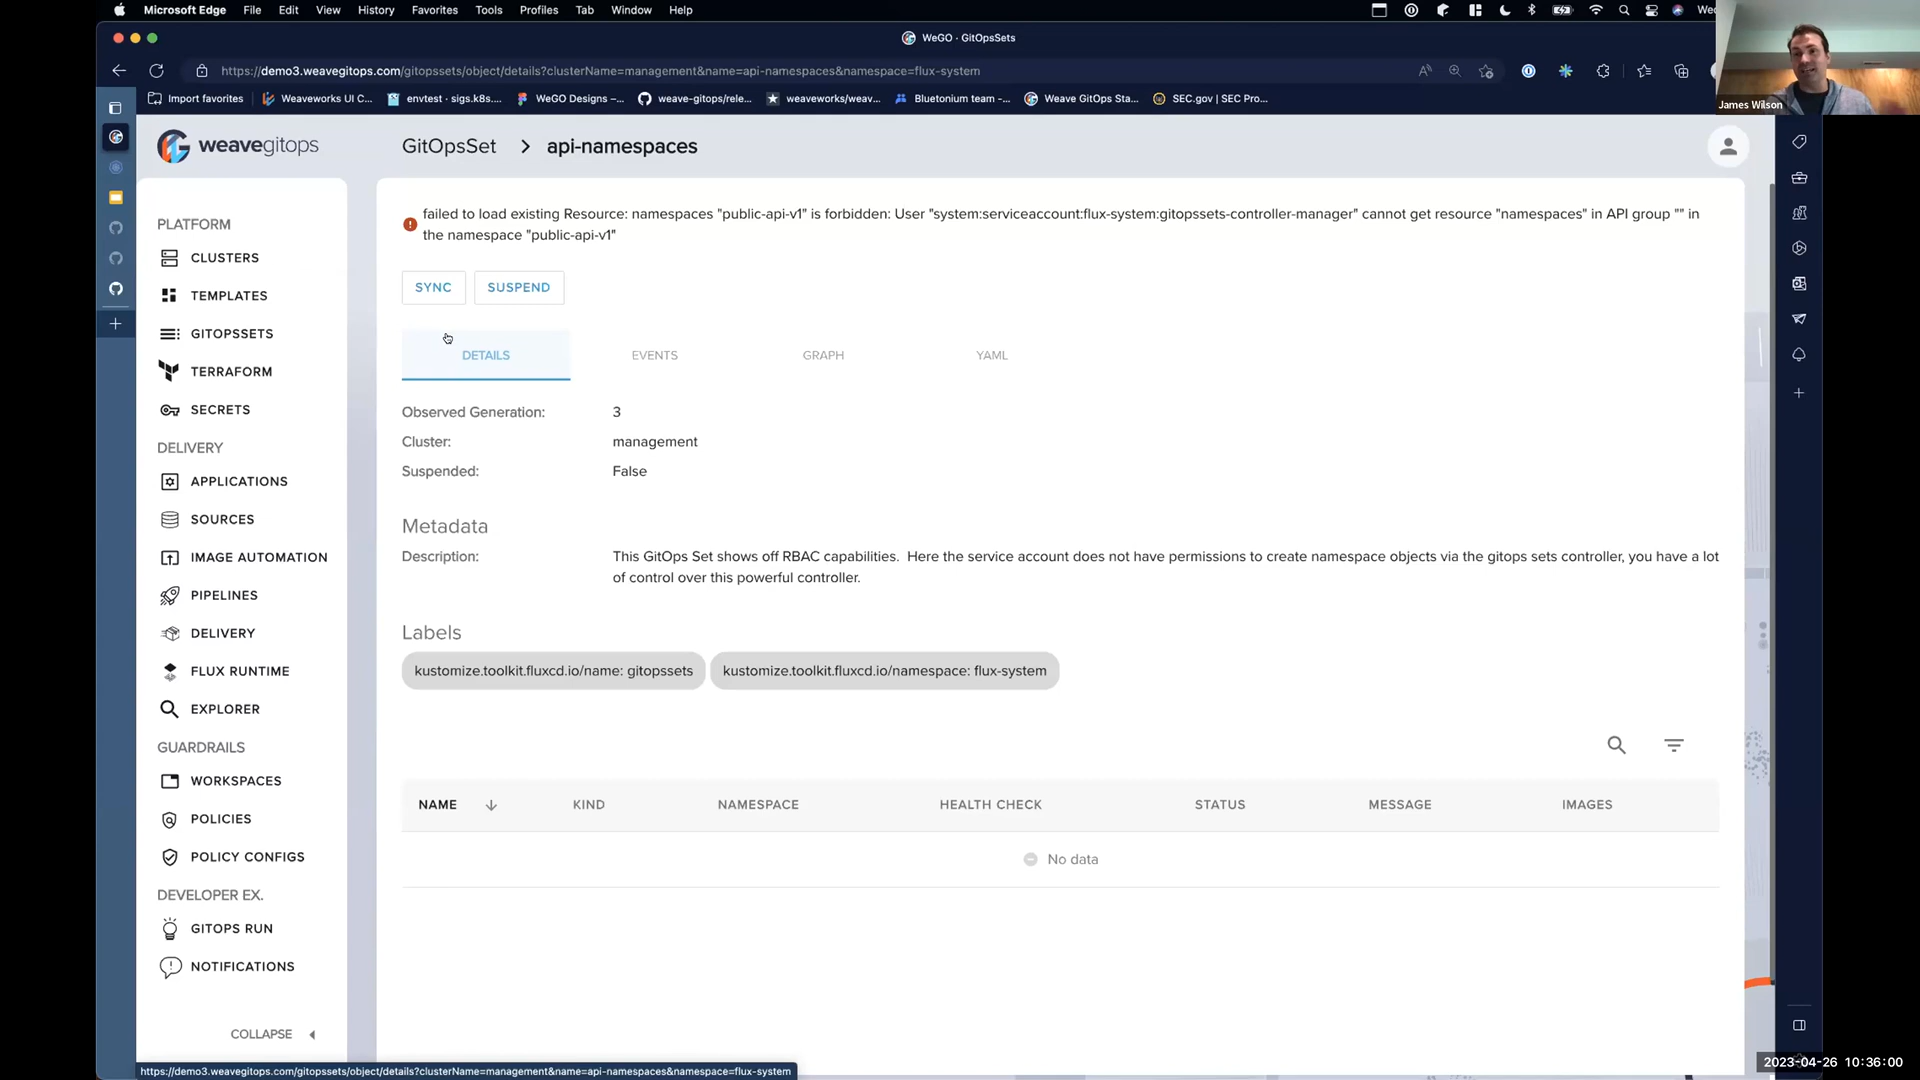 Microsoft Edge File Edit View History Favorites Tools Profiles Tab Window Help
WeGO · GitOpsSets
https://demo3.weavegitops.com/gitopssets/object/details?clusterName=management&name=api-namespaces&namespace=flux-system
Import favorites Weaveworks UI C... envtest · sigs.k8s.... WeGO Designs –... weave-gitops/rele... weaveworks/weav... Bluetonium team -... Weave GitOps Sta... SEC.gov | SEC Pro...
James Wilson
weavegitops
GitOpsSet > api-namespaces
PLATFORM
CLUSTERS
TEMPLATES
GITOPSSETS
TERRAFORM
SECRETS
DELIVERY
APPLICATIONS
SOURCES
IMAGE AUTOMATION
PIPELINES
DELIVERY
FLUX RUNTIME
EXPLORER
GUARDRAILS
WORKSPACES
POLICIES
POLICY CONFIGS
DEVELOPER EX.
GITOPS RUN
NOTIFICATIONS
COLLAPSE
failed to load existing Resource: namespaces "public-api-v1" is forbidden: User "system:serviceaccount:flux-system:gitopssets-controller-manager" cannot get resource "namespaces" in API group "" in
the namespace "public-api-v1"
SYNC SUSPEND
DETAILS EVENTS GRAPH YAML
Observed Generation: 3
Cluster: management
Suspended: False
Metadata
Description: This GitOps Set shows off RBAC capabilities. Here the service account does not have permissions to create namespace objects via the gitops sets controller, you have a lot
of control over this powerful controller.
Labels
kustomize.toolkit.fluxcd.io/name: gitopssets kustomize.toolkit.fluxcd.io/namespace: flux-system
NAME KIND NAMESPACE HEALTH CHECK STATUS MESSAGE IMAGES
No data
https://demo3.weavegitops.com/gitopssets/object/details?clusterName=management&name=api-namespaces&namespace=flux-system
2023-04-26 10:36:00